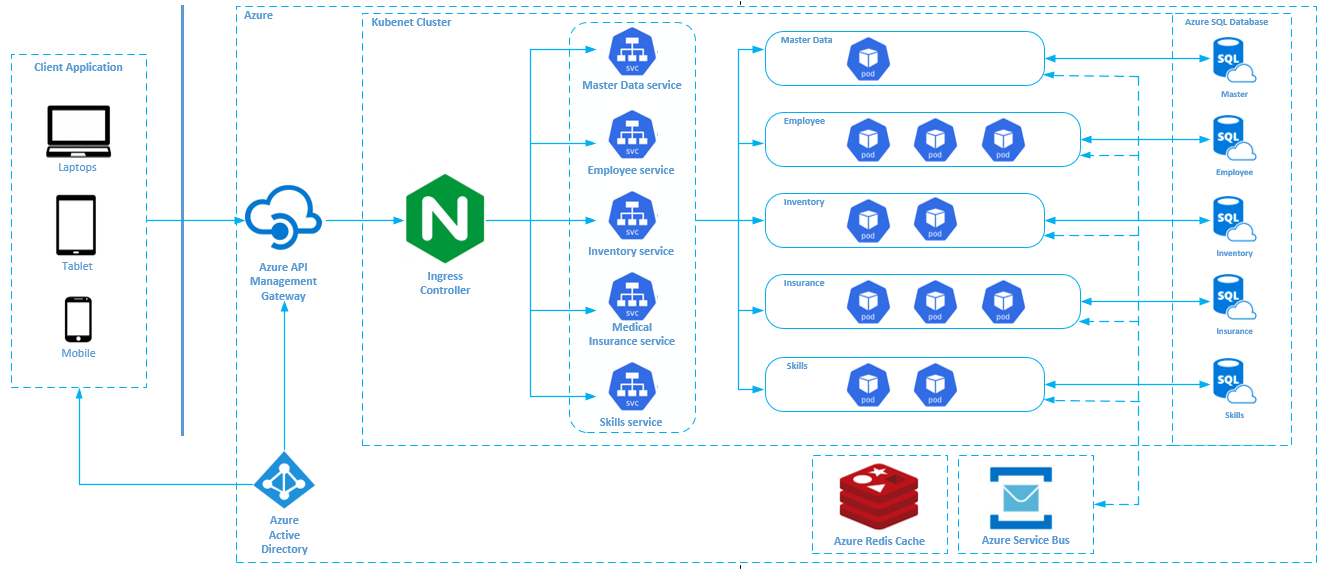 Azure
Kubenet Cluster
Azure SQL Database
Client Application
Laptops
Tablet
Mobile
Azure API
Management
Gateway
Azure
Active
Directory
N
Ingress
Controller
svc
Master Data service
svc
Employee service
svc
Inventory service
svc
Medical
Insurance service
svc
Skills service
Master Data
pod
Employee
pod
pod
pod
Inventory
pod
pod
Insurance
pod
pod
pod
Skills
pod
pod
SQL
Master
SQL
Employee
SQL
Inventory
SQL
Insurance
SQL
Skills
Azure Redis Cache
Azure Service Bus